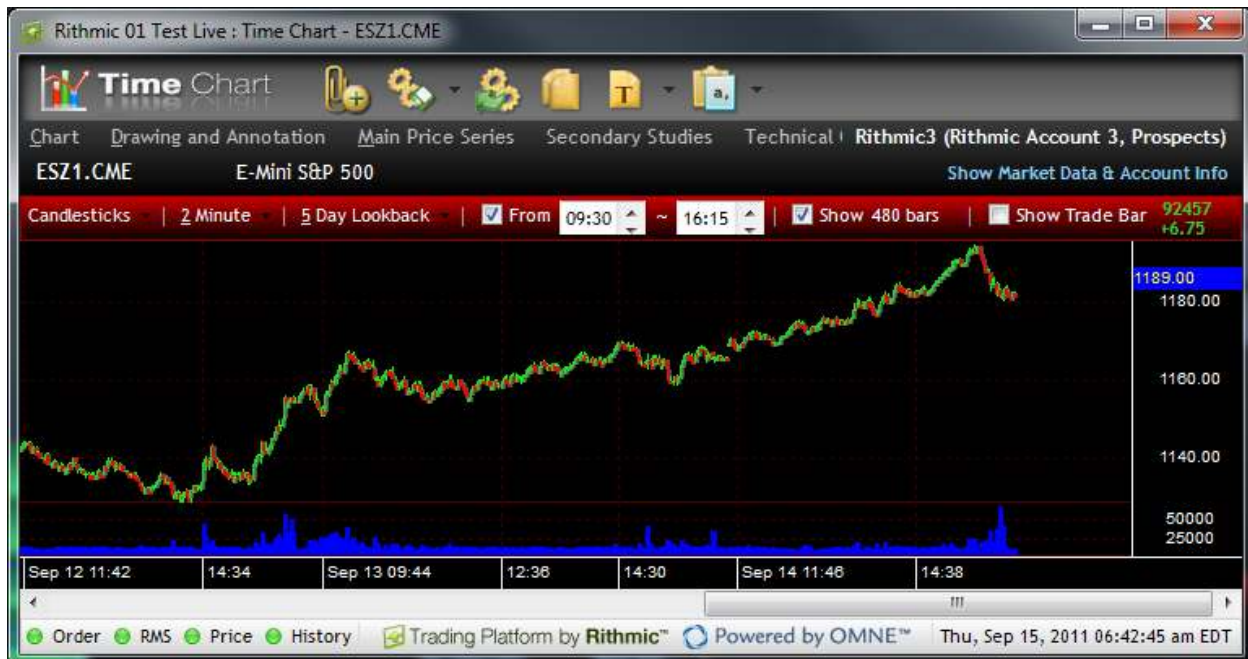 Rithmic 01 Test Live : Time Chart - ESZ1.CME
Time Chart
T
a,
Chart Drawing and Annotation Main Price Series Secondary Studies Technical Rithmic3 (Rithmic Account 3, Prospects)
ESZ1.CME E-Mini S&P 500 Show Market Data & Account Info
Candlesticks | 2 Minute | 5 Day Lookback | From 09:30 ~ 16:15 | Show 480 bars | Show Trade Bar 92457
+6.75
1189.00
1180.00
1160.00
1140.00
50000
25000
Sep 12 11:42 14:34 Sep 13 09:44 12:36 14:30 Sep 14 11:46 14:38
Order RMS Price History Trading Platform by Rithmic™ Powered by OMNE™ Thu, Sep 15, 2011 06:42:45 am EDT